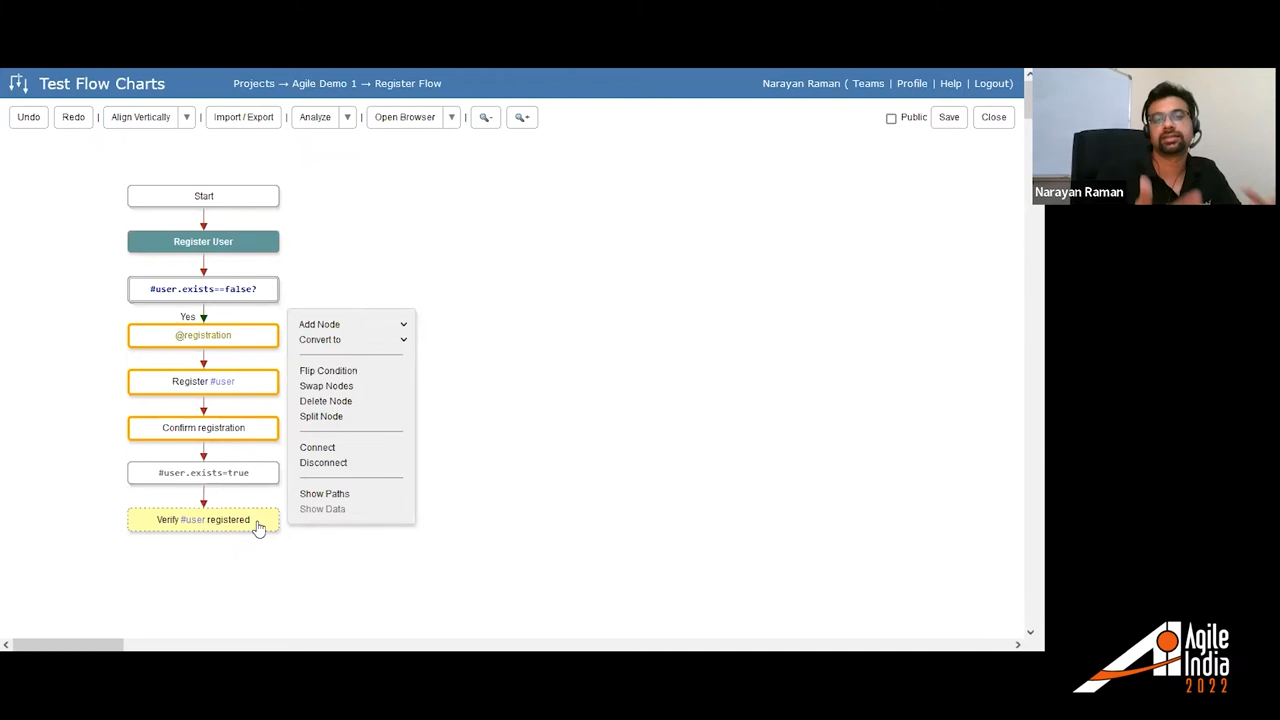 Test Flow Charts
Projects → Agile Demo 1 → Register Flow
Narayan Raman ( Teams | Profile | Help | Logout)
Undo
Redo
|
Align Vertically
|
Import / Export
|
Analyze
|
Open Browser
|
Public
Save
Close
Start
Register User
#user.exists==false?
Yes
@registration
Register #user
Confirm registration
#user.exists=true
Verify #user registered
Add Node
Convert to
Flip Condition
Swap Nodes
Delete Node
Split Node
Connect
Disconnect
Show Paths
Show Data
Narayan Raman
Agile
India
2022